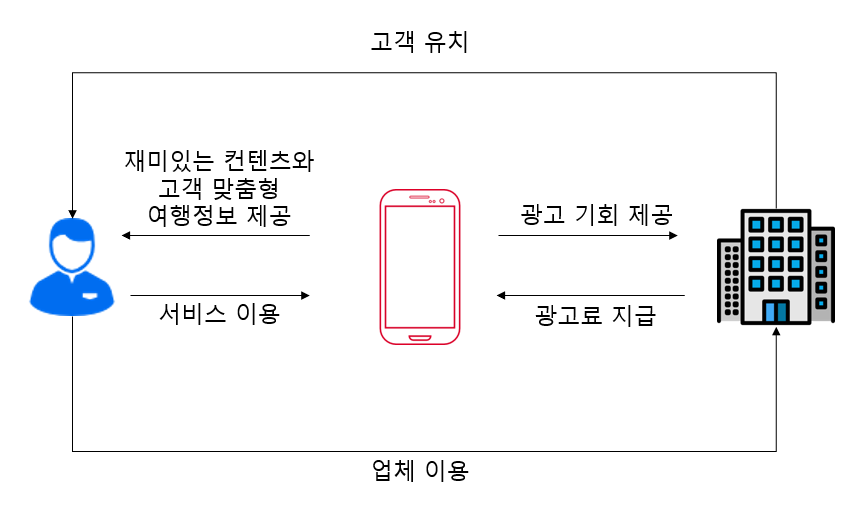 고객 유치
재미있는 컨텐츠와
고객 맞춤형
여행정보 제공
광고 기회 제공
서비스 이용
광고료 지급
업체 이용